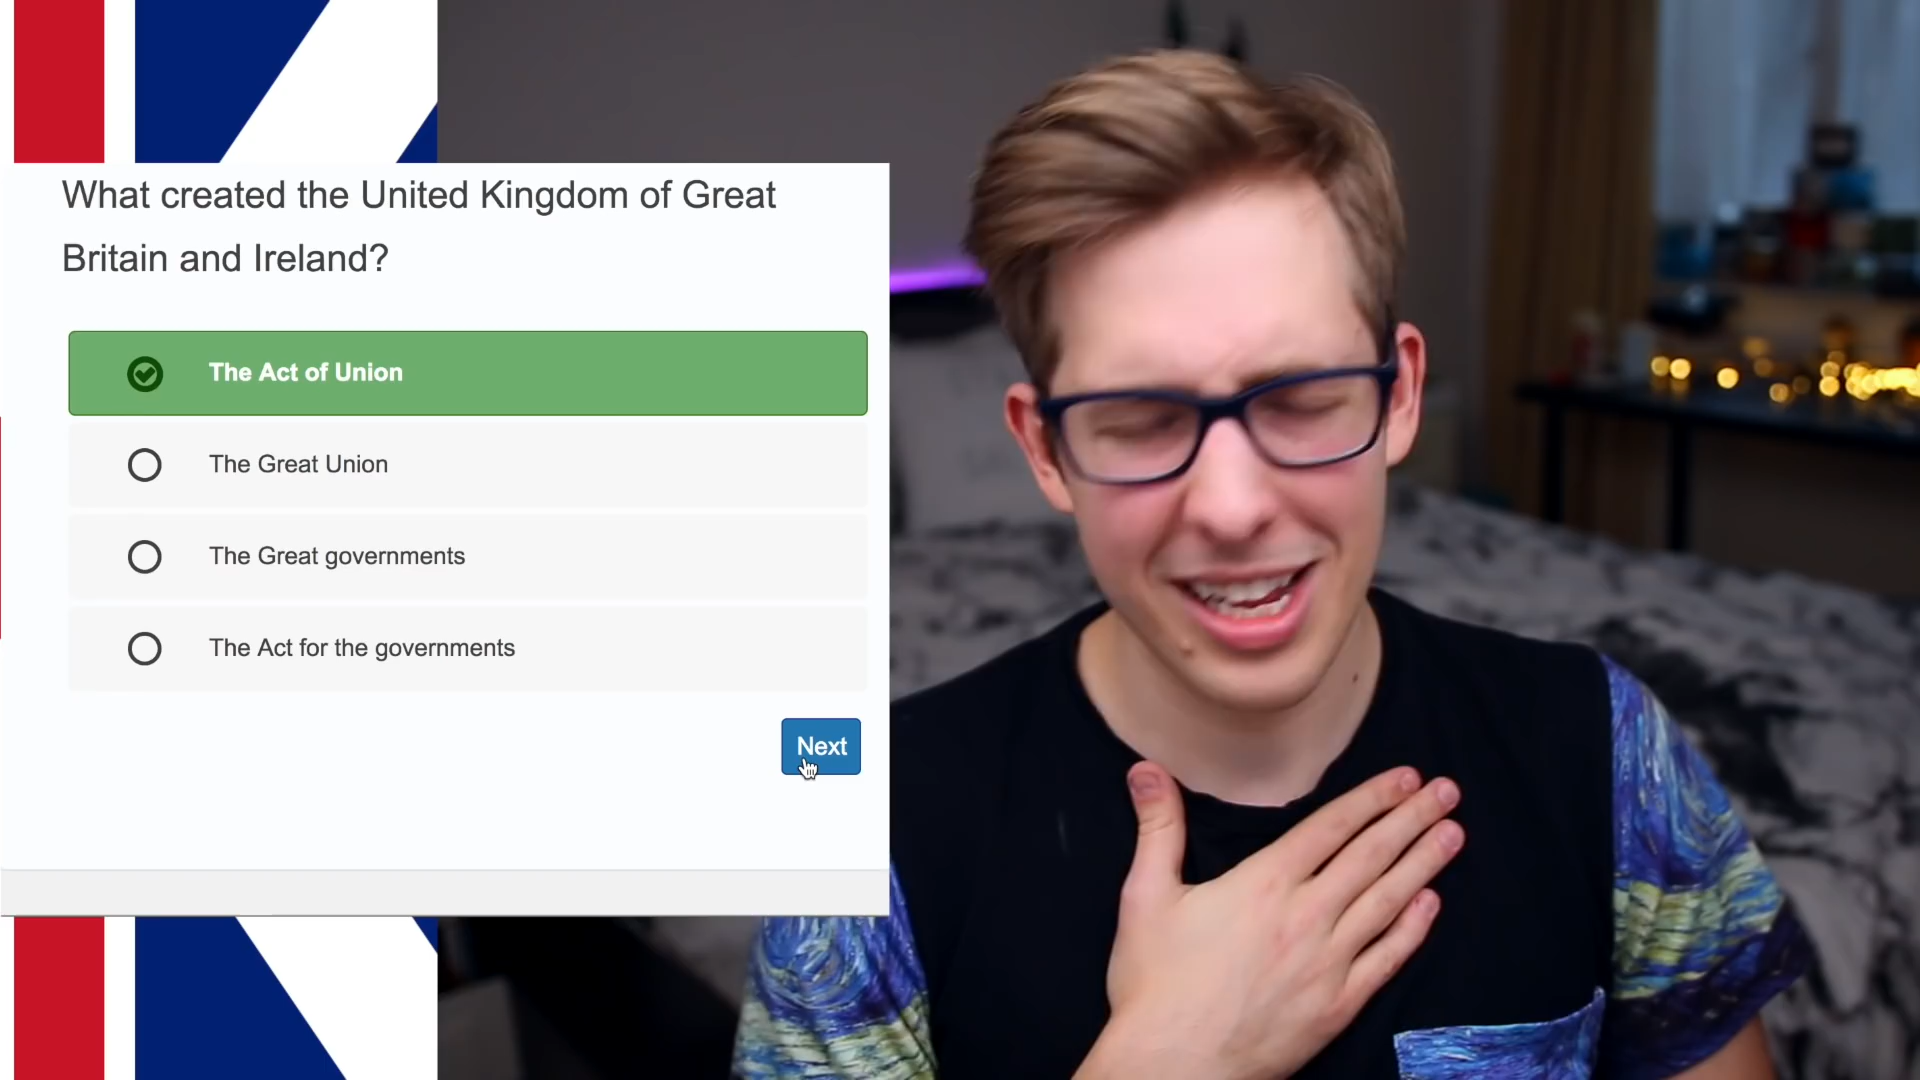 What created the United Kingdom of Great
Britain and Ireland?
The Act of Union
The Great Union
The Great governments
The Act for the governments
Next